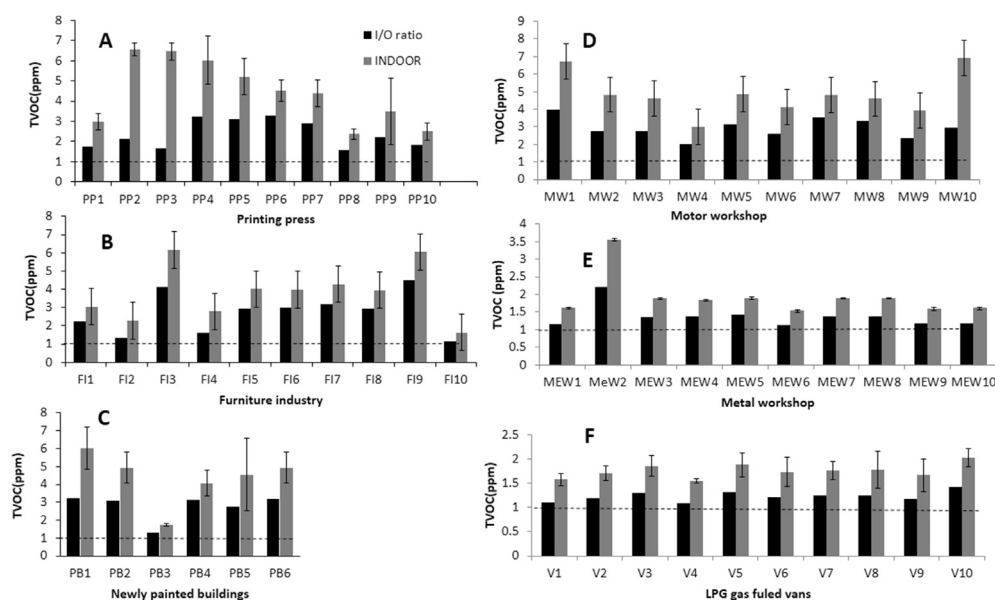 A
I/O ratio
INDOOR
TVOC(ppm)
8
7
6
5
4
3
2
1
0
PP1 PP2 PP3 PP4 PP5 PP6 PP7 PP8 PP9 PP10
Printing press
B
TVOC(ppm)
8
7
6
5
4
3
2
1
0
FI1 FI2 FI3 FI4 FI5 FI6 FI7 FI8 FI9 FI10
Furniture industry
C
TVOC(ppm)
8
7
6
5
4
3
2
1
0
PB1 PB2 PB3 PB4 PB5 PB6
Newly painted buildings
D
TVOC(ppm)
9
8
7
6
5
4
3
2
1
0
MW1 MW2 MW3 MW4 MW5 MW6 MW7 MW8 MW9 MW10
Motor workshop
E
TVOC (ppm)
4
3.5
3
2.5
2
1.5
1
0.5
0
MEW1 MeW2 MEW3 MEW4 MEW5 MEW6 MEW7 MEW8 MEW9 MEW10
Metal workshop
F
TVOC(ppm)
2.5
2
1.5
1
0.5
0
V1 V2 V3 V4 V5 V6 V7 V8 V9 V10
LPG gas fuled vans